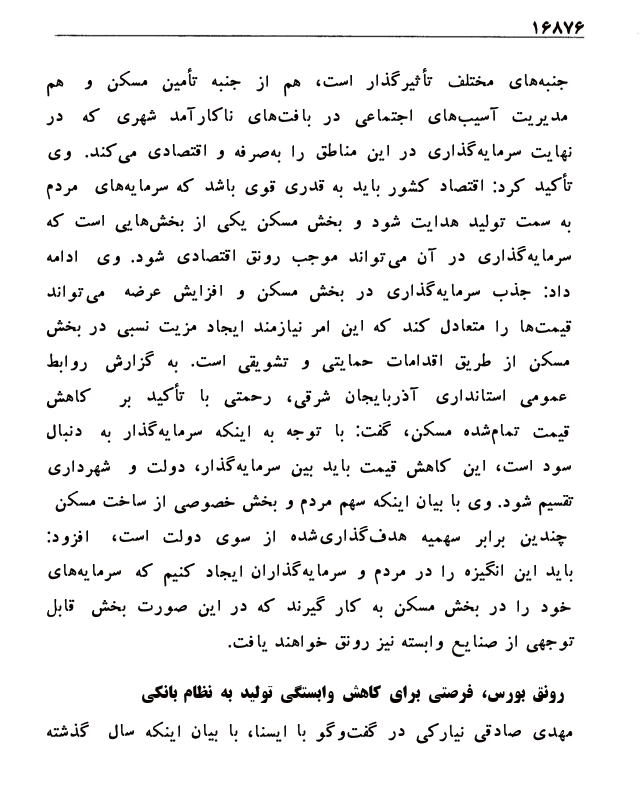 ۱۶۸۷۶
جنبه‌های مختلف تأثیرگذار است، هم از جنبه تأمین مسکن و هم
مدیریت آسیب‌های اجتماعی در بافت‌های ناکارآمد شهری که در
نهایت سرمایه‌گذاری در این مناطق را به‌صرفه و اقتصادی می‌کند. وی
تأکید کرد: اقتصاد کشور باید به قدری قوی باشد که سرمایه‌های مردم
به سمت تولید هدایت شود و بخش مسکن یکی از بخش‌هایی است که
سرمایه‌گذاری در آن می‌تواند موجب رونق اقتصادی شود. وی ادامه
داد: جذب سرمایه‌گذاری در بخش مسکن و افزایش عرضه می‌تواند
قیمت‌ها را متعادل کند که این امر نیازمند ایجاد مزیت نسبی در بخش
مسکن از طریق اقدامات حمایتی و تشویقی است. به گزارش روابط
عمومی استانداری آذربایجان شرقی، رحمتی با تأکید بر کاهش
قیمت تمام‌شده مسکن، گفت: با توجه به اینکه سرمایه‌گذار به دنبال
سود است، این کاهش قیمت باید بین سرمایه‌گذار، دولت و شهرداری
تقسیم شود. وی با بیان اینکه سهم مردم و بخش خصوصی از ساخت مسکن
چندین برابر سهمیه هدف‌گذاری‌شده از سوی دولت است، افزود:
باید این انگیزه را در مردم و سرمایه‌گذاران ایجاد کنیم که سرمایه‌های
خود را در بخش مسکن به کار گیرند که در این صورت بخش قابل
توجهی از صنایع وابسته نیز رونق خواهند یافت.
رونق بورس، فرصتی برای کاهش وابستگی تولید به نظام بانکی
مهدی صادقی نیارکی در گفت‌وگو با ایسنا، با بیان اینکه سال گذشته